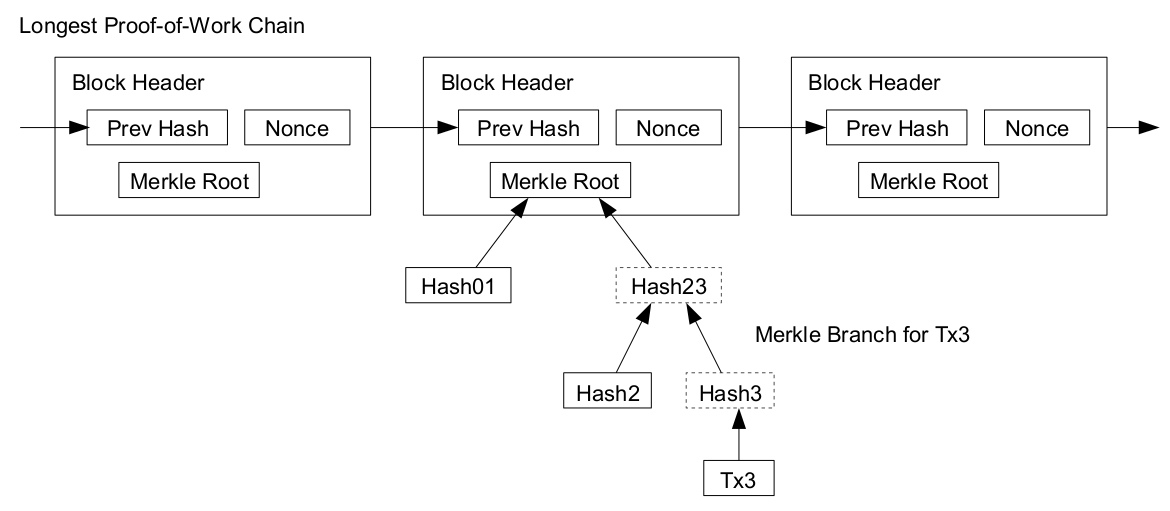 Longest Proof-of-Work Chain
Block Header
Prev Hash
Nonce
Merkle Root
Block Header
Prev Hash
Nonce
Merkle Root
Block Header
Prev Hash
Nonce
Merkle Root
Hash01
Hash23
Merkle Branch for Tx3
Hash2
Hash3
Tx3